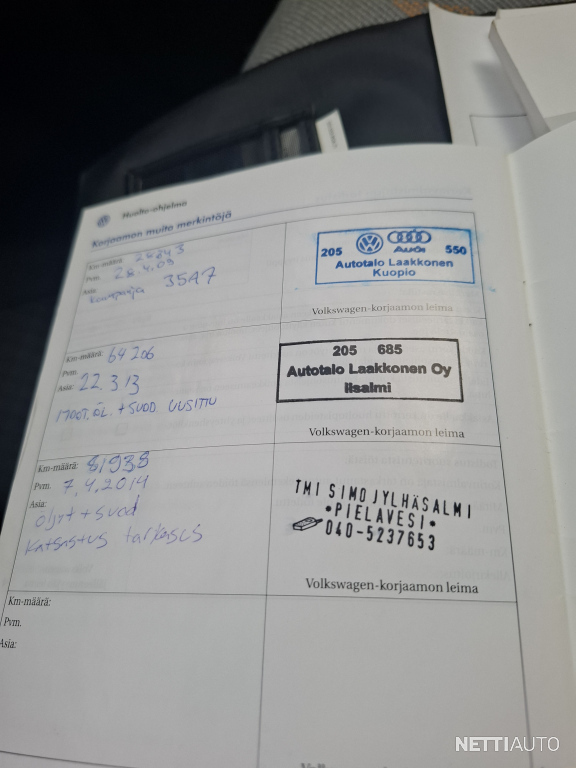 Huolto-ohjelma
Korjaamon muita merkintöjä
Km-määrä: 28843
Pvm. 28.4.09
Asia: kampanja 3547
205 Audi 550
Autotalo Laakkonen
Kuopio
Volkswagen-korjaamon leima
Km-määrä: 64206
Pvm.
Asia: 22.3.13
MOOT. ÖL. + SUOD. UUSITTU
205 685
Autotalo Laakkonen Oy
Iisalmi
Volkswagen-korjaamon leima
Km-määrä: 81938
Pvm. 7.4.2014
Asia:
öljyt + suod
Katsastus tarkastus
TMI SIMO JYLHÄSALMI
•PIELAVESI•
040-5237653
Volkswagen-korjaamon leima
Km-määrä:
Pvm.
Asia:
NETTIAUTO